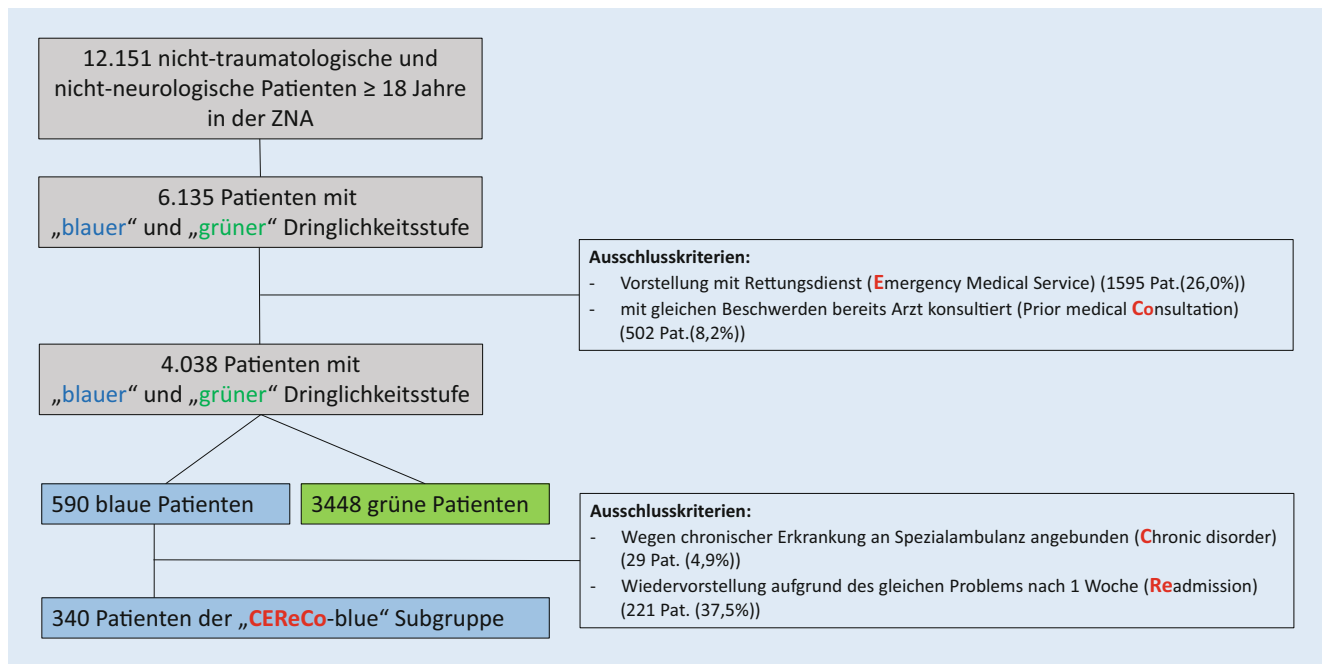 12.151 nicht-traumatologische und
nicht-neurologische Patienten ≥ 18 Jahre
in der ZNA
6.135 Patienten mit
„blauer“ und „grüner“ Dringlichkeitsstufe
Ausschlusskriterien:
- Vorstellung mit Rettungsdienst (Emergency Medical Service) (1595 Pat.(26,0%))
- mit gleichen Beschwerden bereits Arzt konsultiert (Prior medical Consultation)
(502 Pat.(8,2%))
4.038 Patienten mit
„blauer“ und „grüner“ Dringlichkeitsstufe
590 blaue Patienten
3448 grüne Patienten
Ausschlusskriterien:
- Wegen chronischer Erkrankung an Spezialambulanz angebunden (Chronic disorder)
(29 Pat. (4,9%))
- Wiedervorstellung aufgrund des gleichen Problems nach 1 Woche (Readmission)
(221 Pat. (37,5%))
340 Patienten der „CEReCo-blue“ Subgruppe